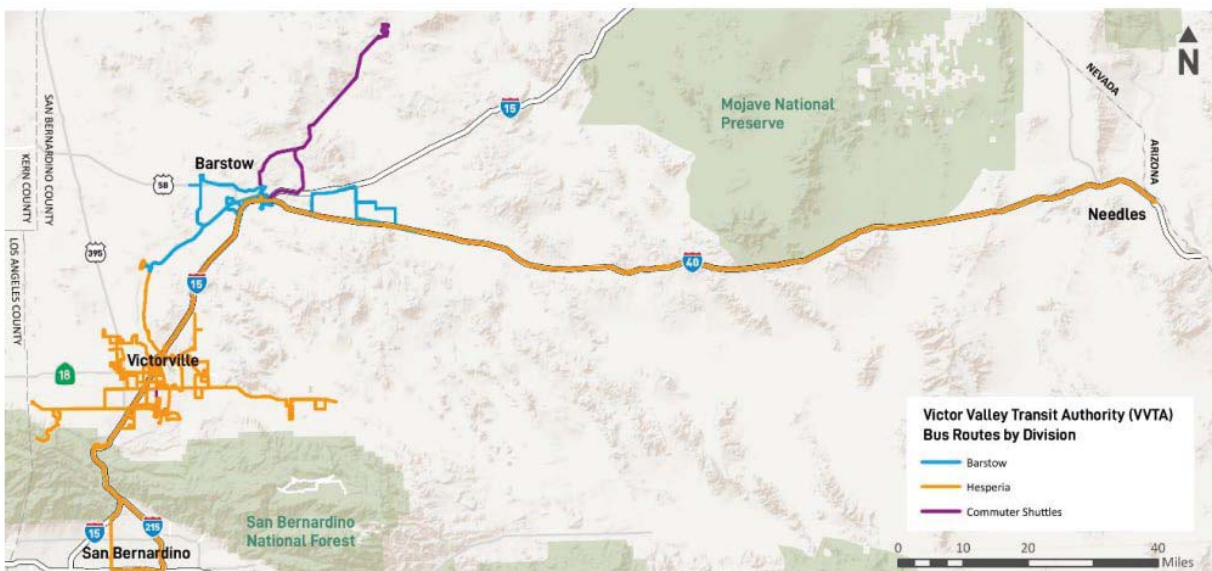 N
NEVADA
ARIZONA
SAN BERNARDINO COUNTY
KERN COUNTY
LOS ANGELES COUNTY
15
Mojave National
Preserve
Barstow
58
Needles
395
40
15
Victorville
18
Victor Valley Transit Authority (VVTA)
Bus Routes by Division
Barstow
Hesperia
Commuter Shuttles
15
215
San Bernardino
National Forest
San Bernardino
0 10 20 30 40
Miles